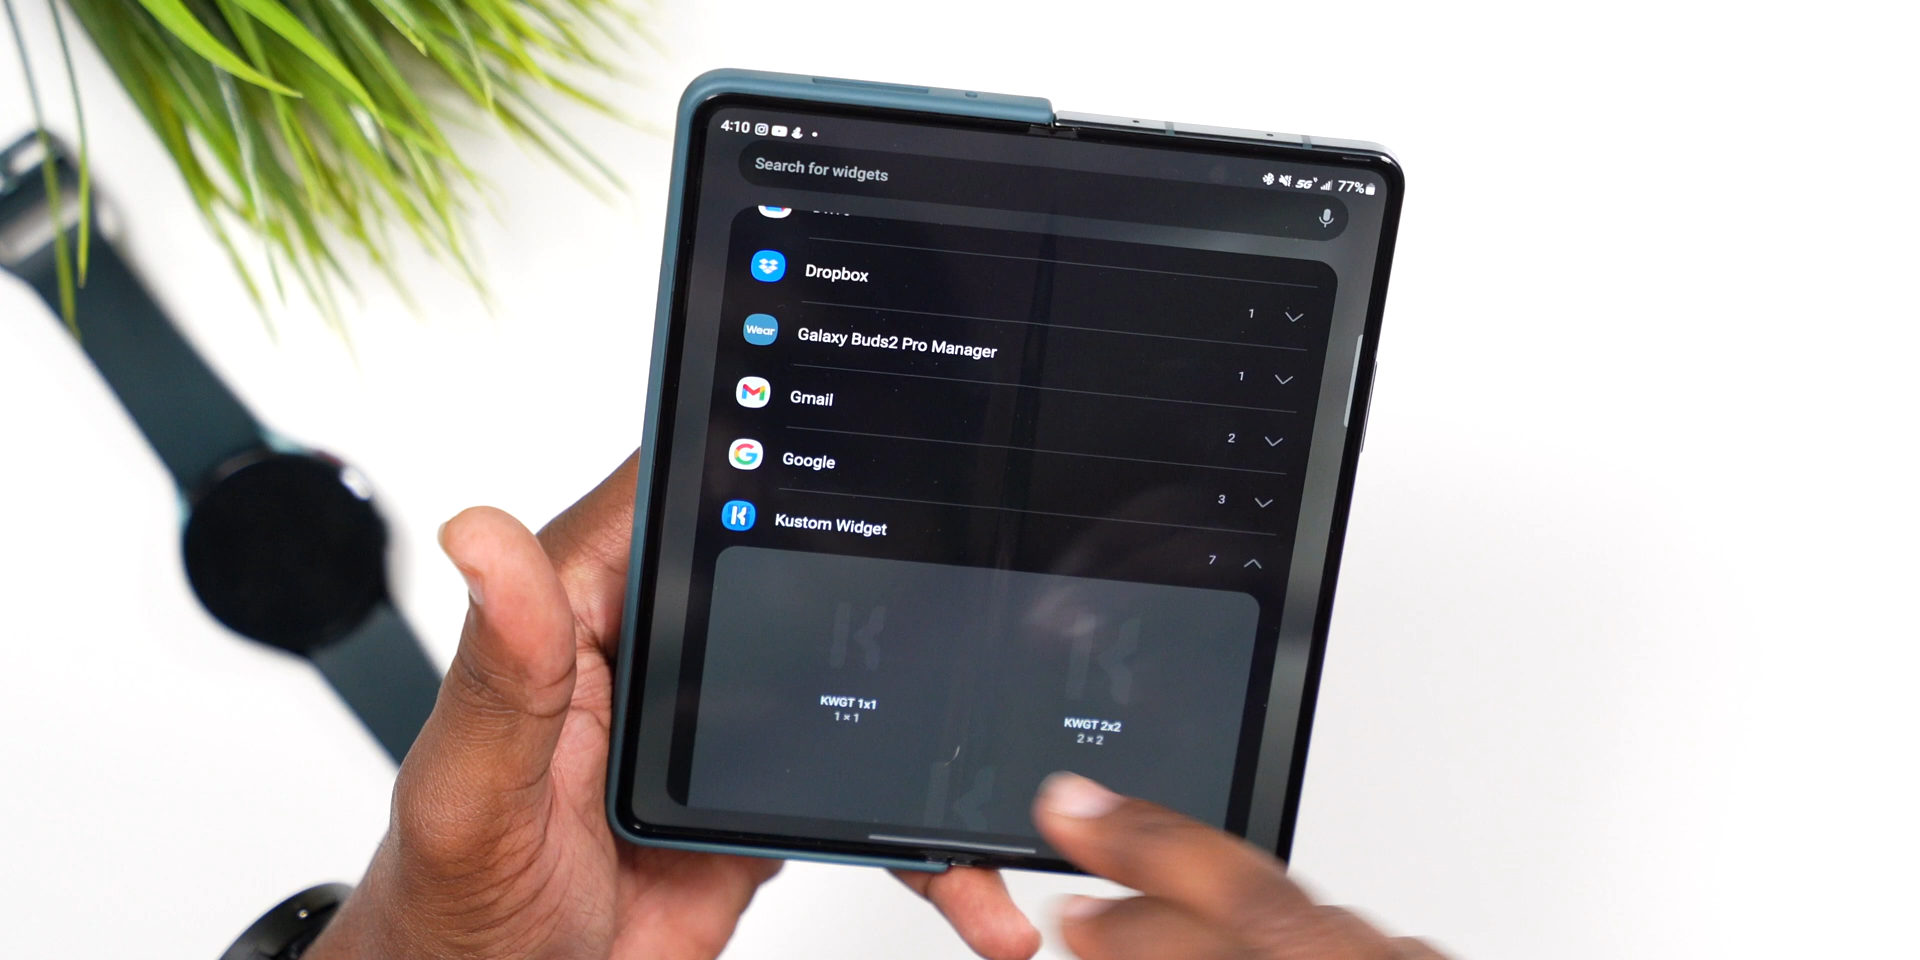 4:10
5G 77%
Search for widgets
Dropbox
1
Wear
Galaxy Buds2 Pro Manager
1
Gmail
2
Google
3
Kustom Widget
7
KWGT 1x1
1 × 1
KWGT 2x2
2 × 2